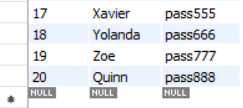 17 Xavier pass555
18 Yolanda pass666
19 Zoe pass777
20 Quinn pass888
NULL NULL NULL